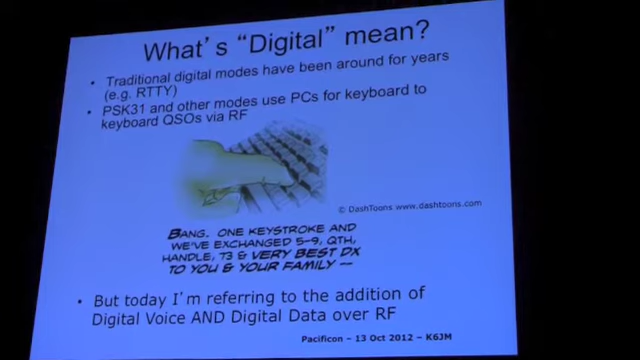 What's "Digital" mean?
• Traditional digital modes have been around for years
(e.g. RTTY)
• PSK31 and other modes use PCs for keyboard to
keyboard QSOs via RF
© DashToons www.dashtoons.com
BANG. ONE KEYSTROKE AND
WE'VE EXCHANGED 5-9, QTH,
HANDLE, 73 & VERY BEST DX
TO YOU & YOUR FAMILY --
• But today I'm referring to the addition of
Digital Voice AND Digital Data over RF
Pacificon – 13 Oct 2012 – K6JM